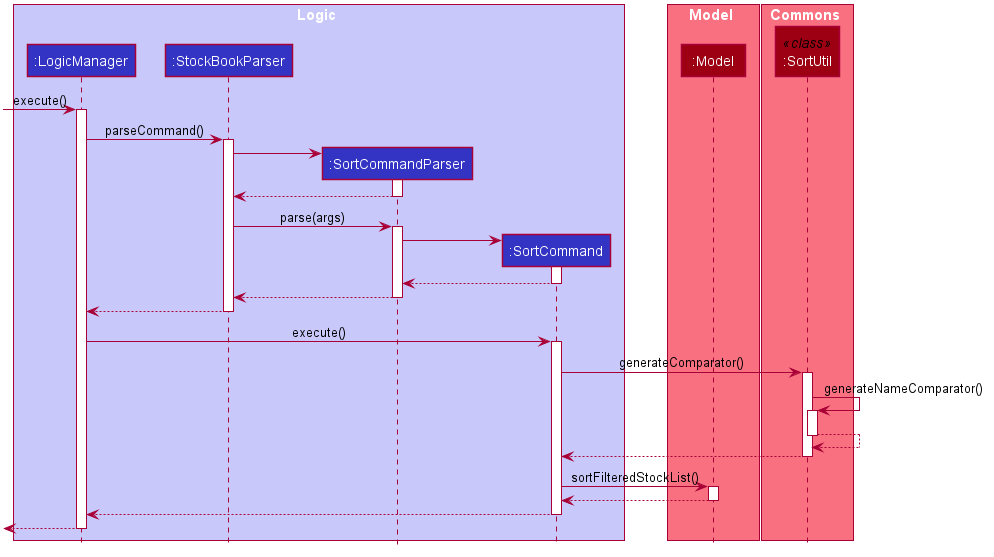 Logic
Model
Commons
:LogicManager
:StockBookParser
:Model
«class»
:SortUtil
execute()
parseCommand()
:SortCommandParser
parse(args)
:SortCommand
execute()
generateComparator()
generateNameComparator()
sortFilteredStockList()